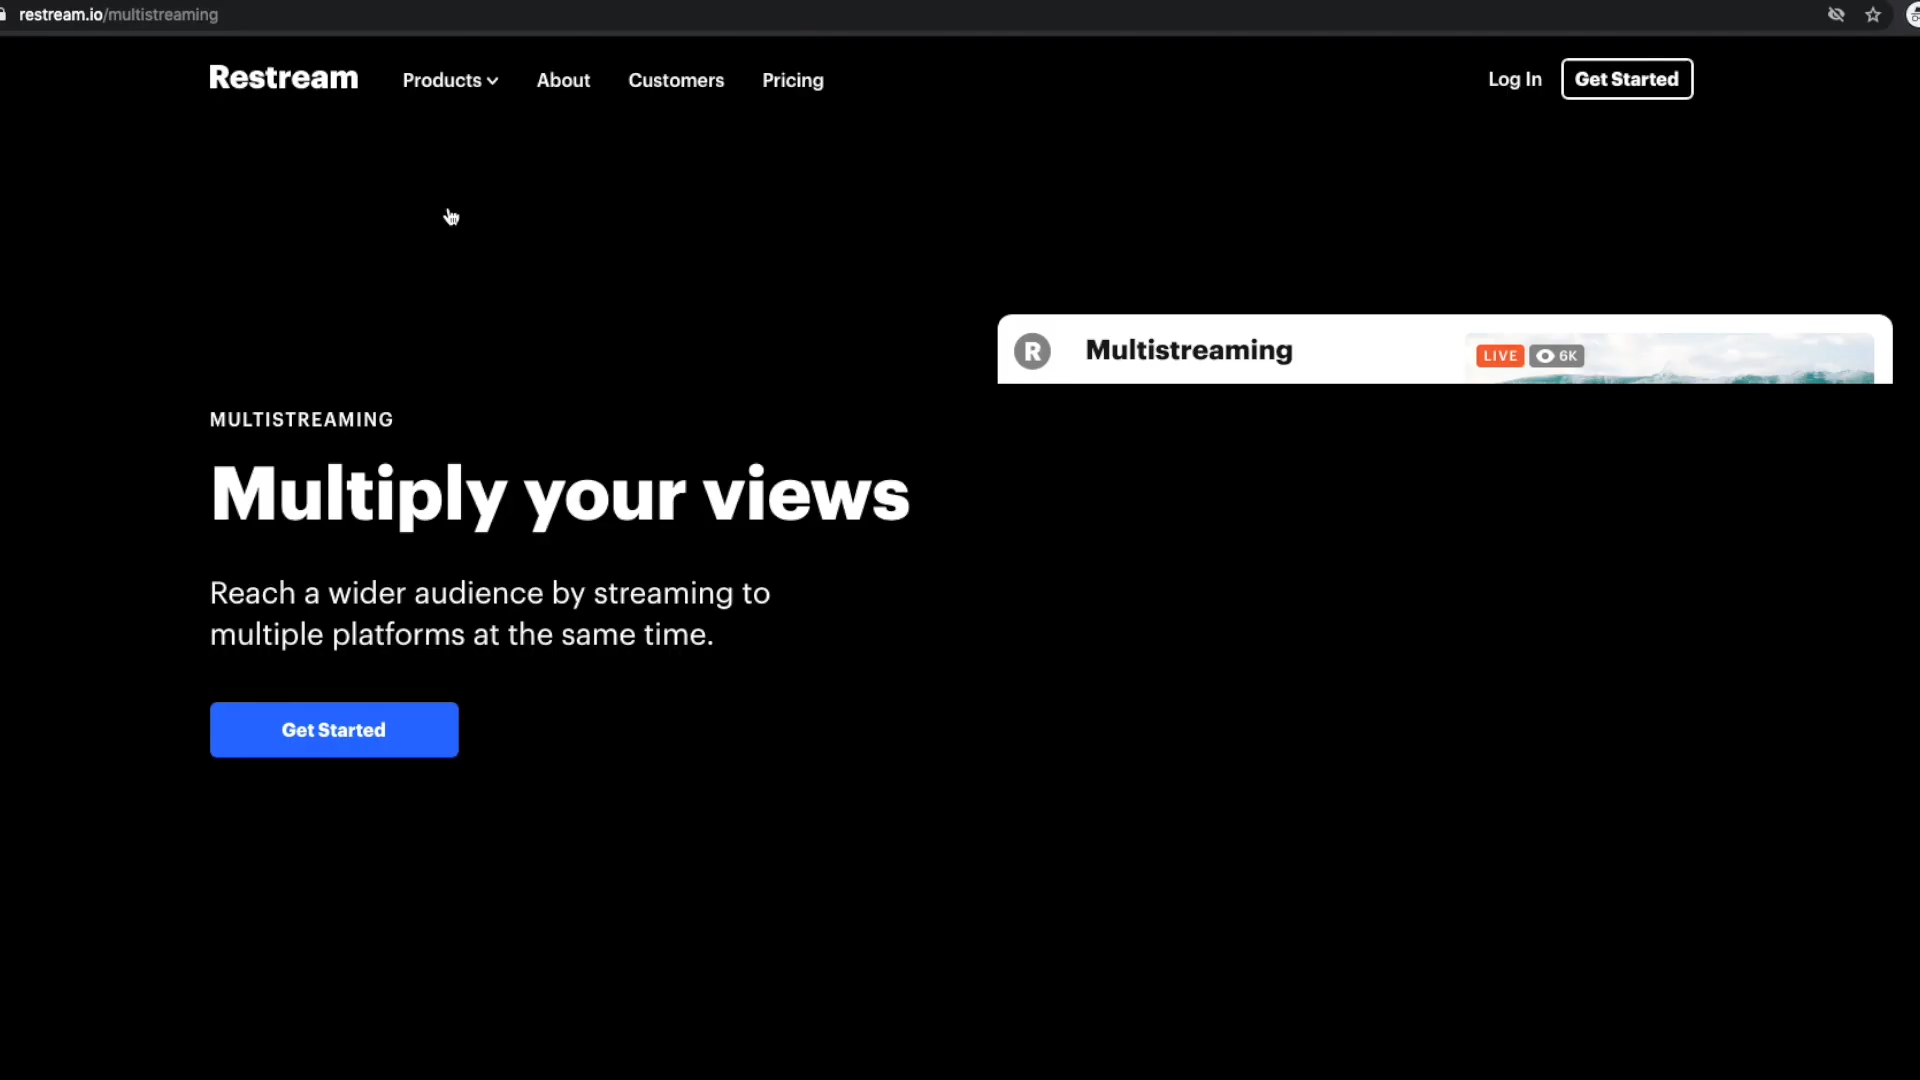 restream.io/multistreaming
Restream Products About Customers Pricing Log In Get Started
R Multistreaming LIVE 6K
MULTISTREAMING
Multiply your views
Reach a wider audience by streaming to
multiple platforms at the same time.
Get Started